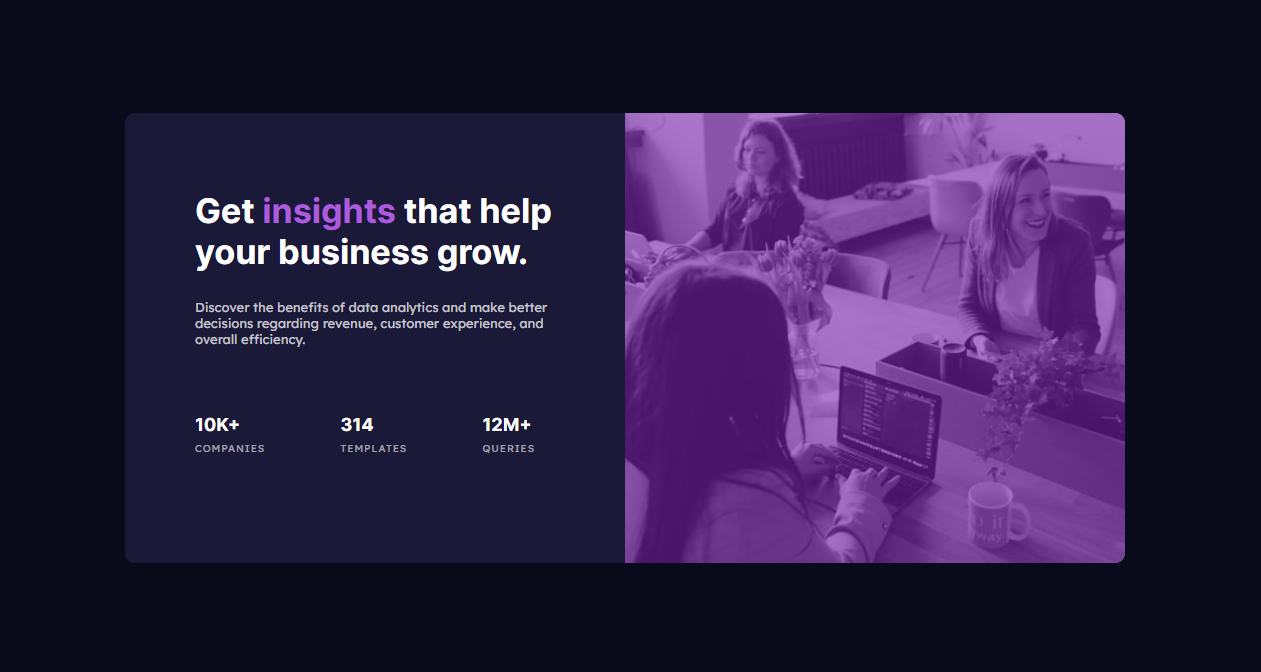 Get insights that help
your business grow.
Discover the benefits of data analytics and make better
decisions regarding revenue, customer experience, and
overall efficiency.
10K+ 314 12M+
COMPANIES TEMPLATES QUERIES